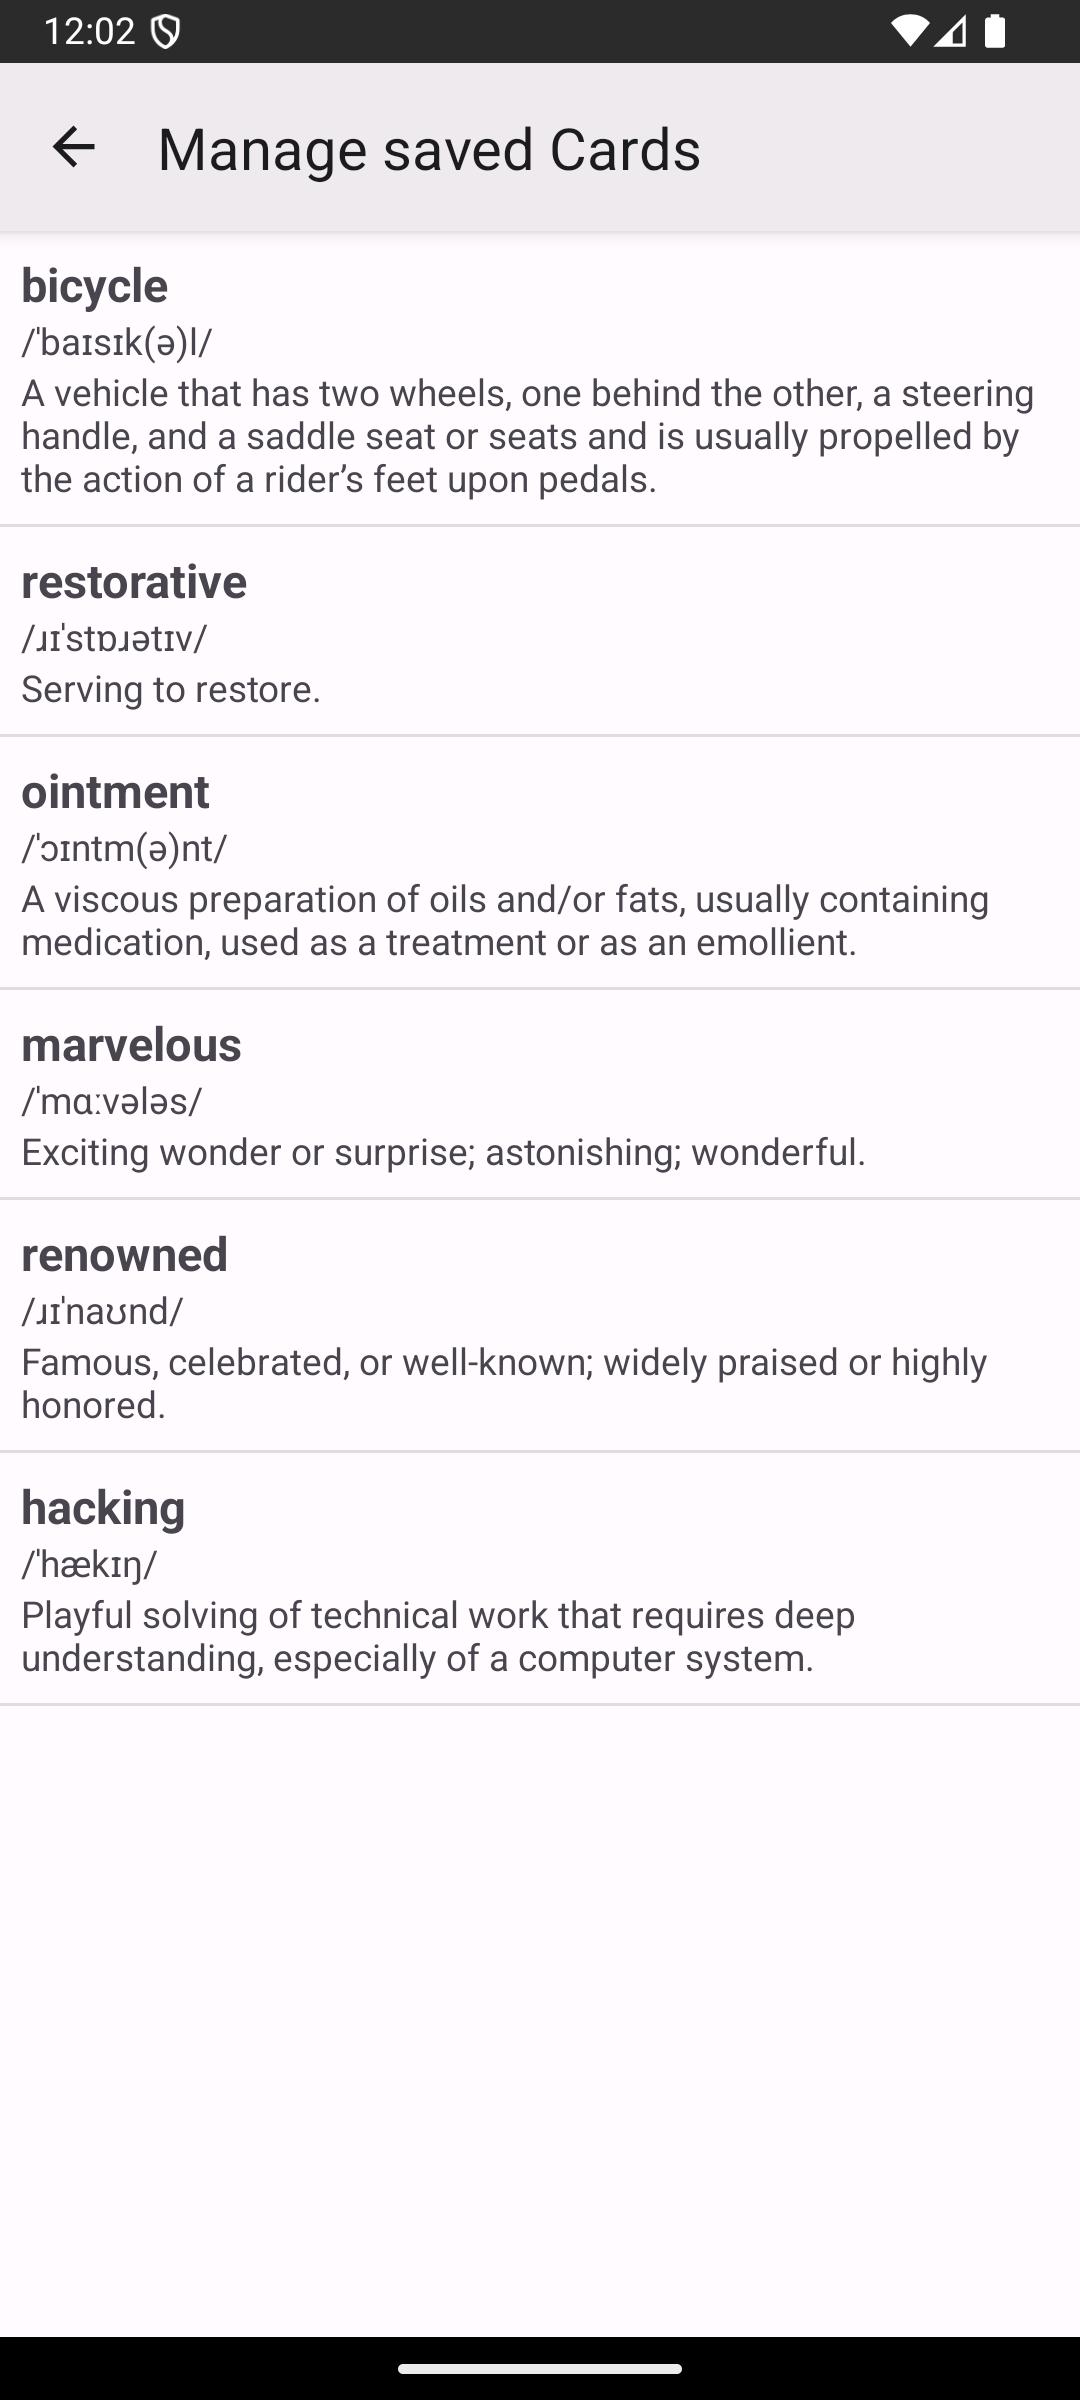 12:02
Manage saved Cards
bicycle
/ˈbaɪsɪk(ə)l/
A vehicle that has two wheels, one behind the other, a steering
handle, and a saddle seat or seats and is usually propelled by
the action of a rider’s feet upon pedals.
restorative
/ɹɪˈstɒɹətɪv/
Serving to restore.
ointment
/ˈɔɪntm(ə)nt/
A viscous preparation of oils and/or fats, usually containing
medication, used as a treatment or as an emollient.
marvelous
/ˈmɑːvələs/
Exciting wonder or surprise; astonishing; wonderful.
renowned
/ɹɪˈnaʊnd/
Famous, celebrated, or well-known; widely praised or highly
honored.
hacking
/ˈhækɪŋ/
Playful solving of technical work that requires deep
understanding, especially of a computer system.